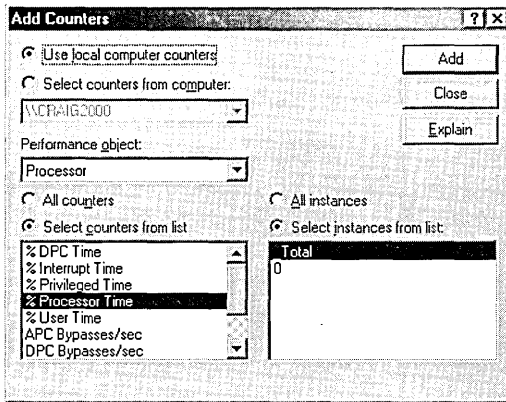 Add Counters
Use local computer counters
Select counters from computer:
\\CRAIG2000
Performance object:
Processor
All counters
Select counters from list
% DPC Time
% Interrupt Time
% Privileged Time
% Processor Time
% User Time
APC Bypasses/sec
DPC Bypasses/sec
All instances
Select instances from list:
_Total
0
Add
Close
Explain